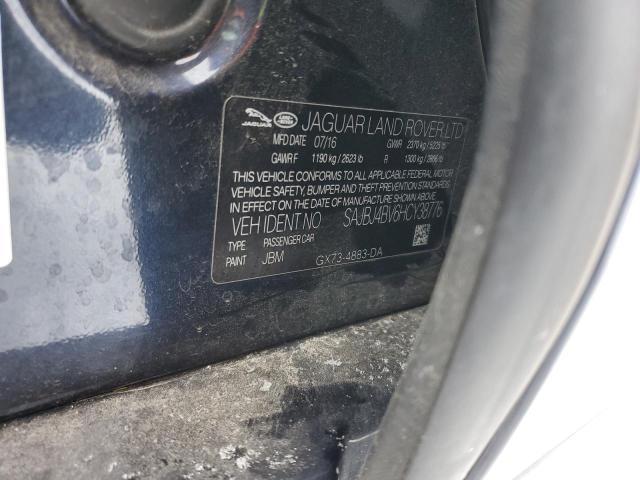 JAGUAR LAND ROVER JAGUAR LAND ROVER LTD
MFD DATE 07/16 GVWR 2370 kg / 5225 lb
GAWR F 1190 kg / 2623 lb R 1300 kg / 2866 lb
THIS VEHICLE CONFORMS TO ALL APPLICABLE FEDERAL MOTOR
VEHICLE SAFETY, BUMPER AND THEFT PREVENTION STANDARDS
IN EFFECT ON THE DATE OF MANUFACTURE SHOWN ABOVE.
VEH IDENT NO SAJBJ4BV6HCY38776
TYPE PASSENGER CAR
PAINT JBM GX73-4883-DA